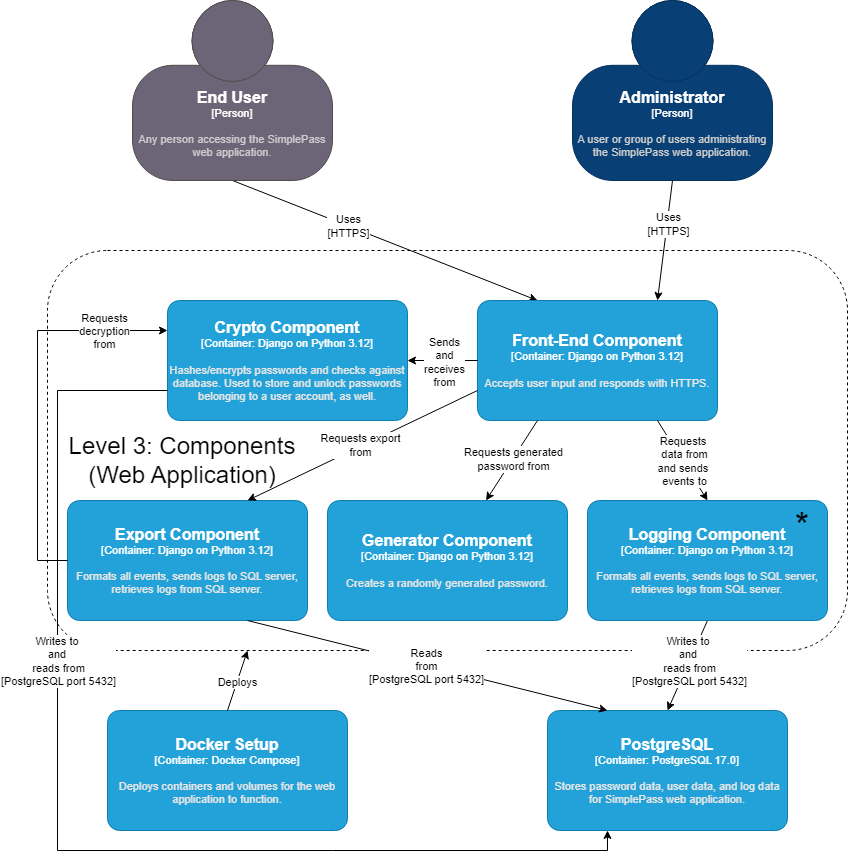 End User
[Person]
Any person accessing the SimplePass
web application.
Administrator
[Person]
A user or group of users administrating
the SimplePass web application.
Uses
[HTTPS]
Uses
[HTTPS]
Requests
decryption
from
Crypto Component
[Container: Django on Python 3.12]
Hashes/encrypts passwords and checks against
database. Used to store and unlock passwords
belonging to a user account, as well.
Sends
and
receives
from
Front-End Component
[Container: Django on Python 3.12]
Accepts user input and responds with HTTPS.
Level 3: Components
(Web Application)
Requests export
from
Requests generated
password from
Requests
data from
and sends
events to
Export Component
[Container: Django on Python 3.12]
Formats all events, sends logs to SQL server,
retrieves logs from SQL server.
Generator Component
[Container: Django on Python 3.12]
Creates a randomly generated password.
*
Logging Component
[Container: Django on Python 3.12]
Formats all events, sends logs to SQL server,
retrieves logs from SQL server.
Writes to
and
reads from
[PostgreSQL port 5432]
Deploys
Reads
from
[PostgreSQL port 5432]
Writes to
and
reads from
[PostgreSQL port 5432]
Docker Setup
[Container: Docker Compose]
Deploys containers and volumes for the web
application to function.
PostgreSQL
[Container: PostgreSQL 17.0]
Stores password data, user data, and log data
for SimplePass web application.